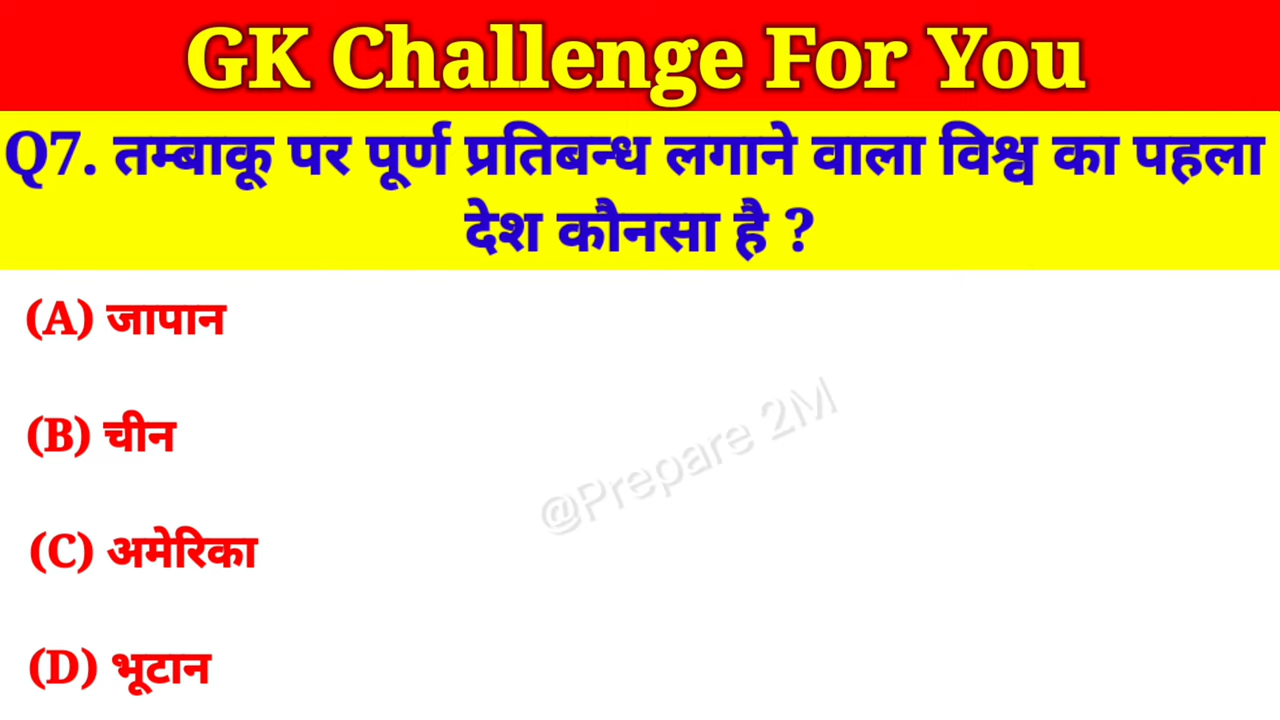 GK Challenge For You
Q7. तम्बाकू पर पूर्ण प्रतिबन्ध लगाने वाला विश्व का पहला
देश कौनसा है ?
(A) जापान
(B) चीन
@Prepare 2M
(C) अमेरिका
(D) भूटान